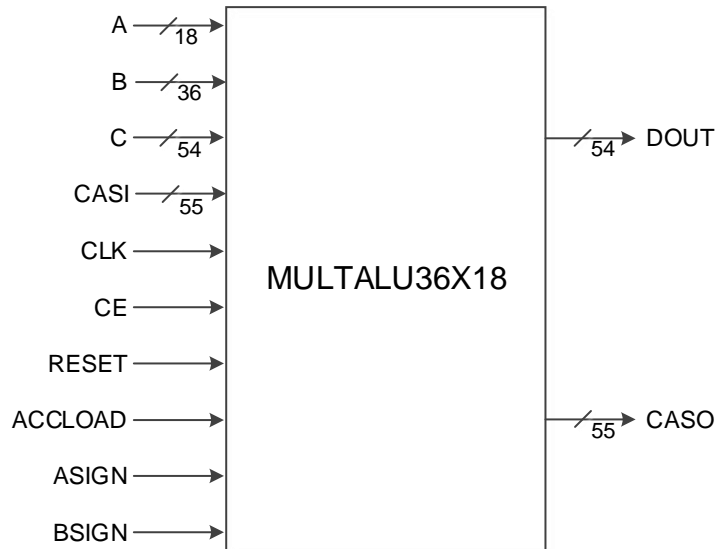 A
18
B
36
C
54
DOUT
54
CASI
55
CLK
MULTALU36X18
CE
RESET
ACCLOAD
CASO
55
ASIGN
BSIGN